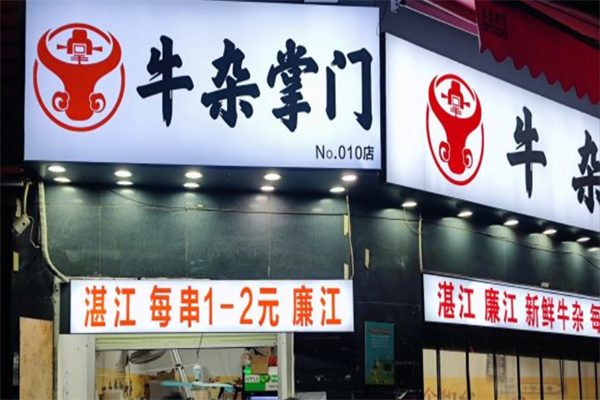 牛杂掌门
No.010店
湛江 每串1-2元 廉江
牛杂
湛江 廉江 新鲜牛杂 每